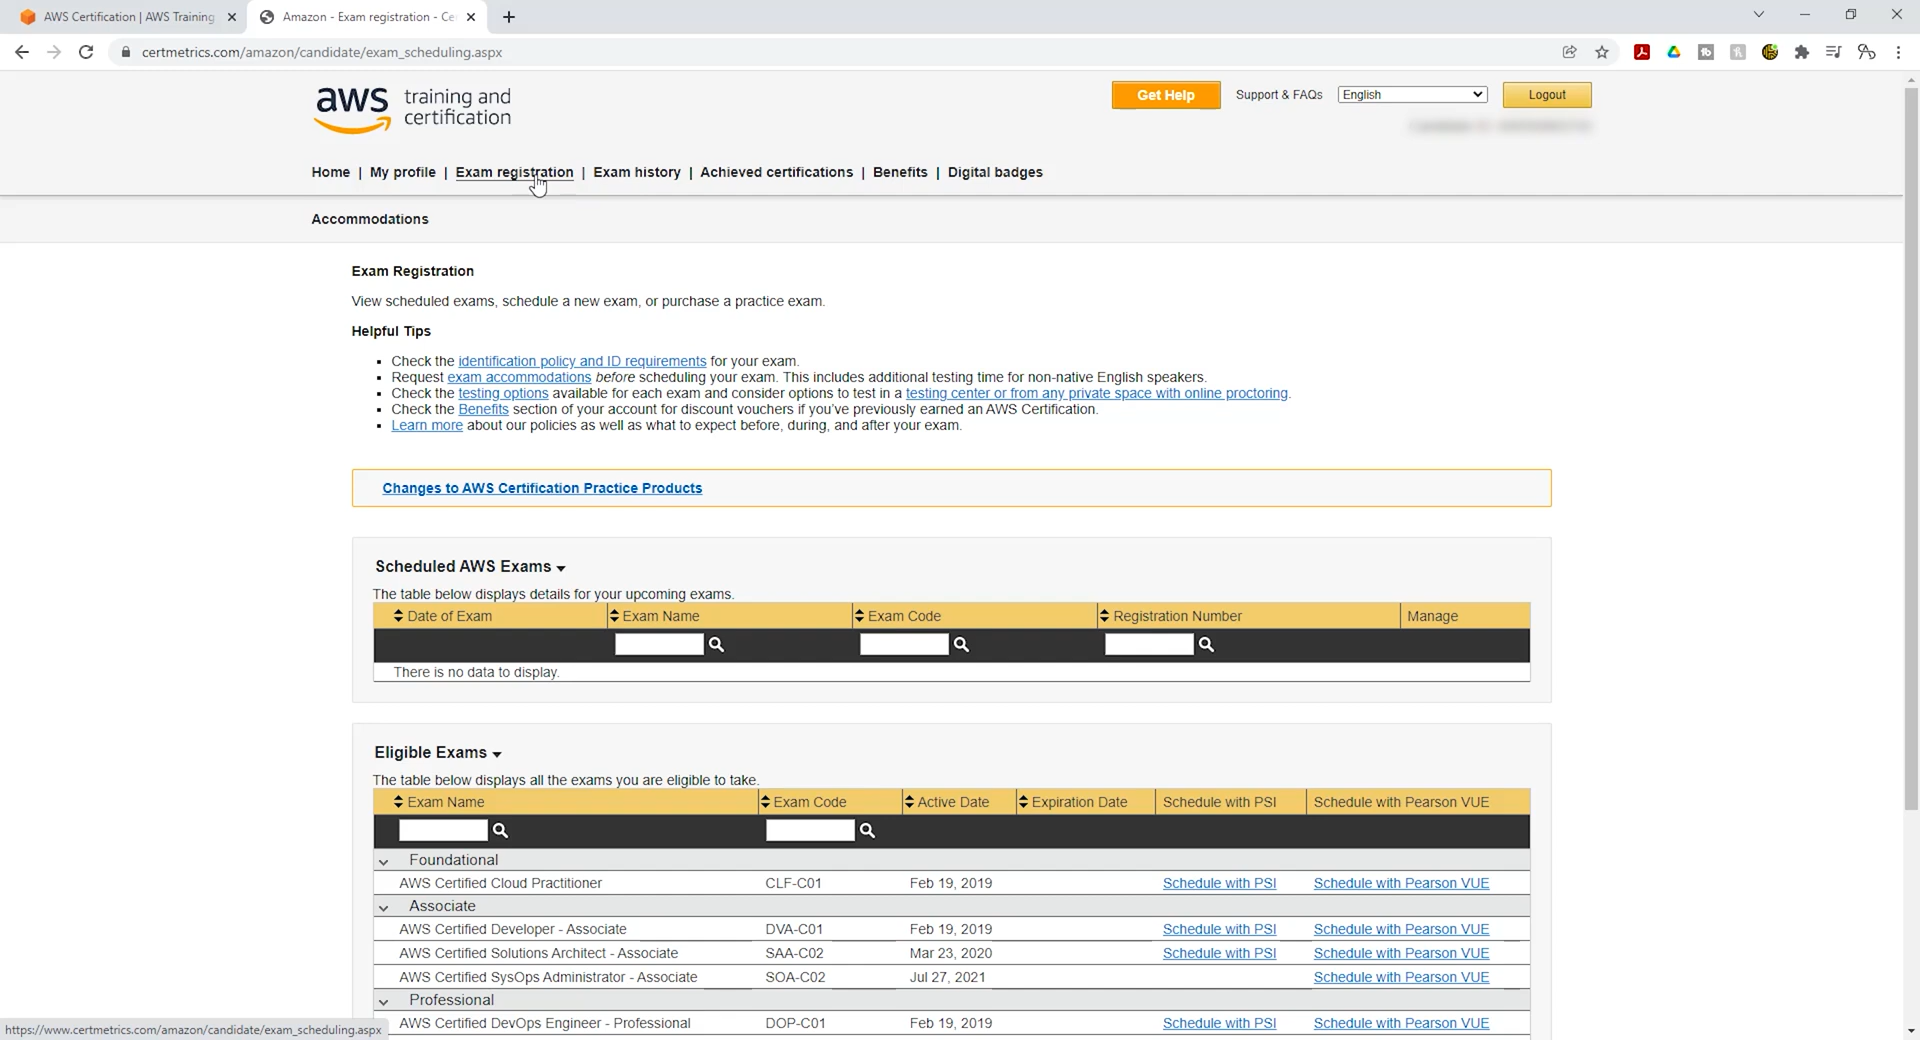 AWS Certification | AWS Training
Amazon - Exam registration - Ce
certmetrics.com/amazon/candidate/exam_scheduling.aspx
aws training and certification
Get Help
Support & FAQs
English
Logout
Home | My profile | Exam registration | Exam history | Achieved certifications | Benefits | Digital badges
Accommodations
Exam Registration
View scheduled exams, schedule a new exam, or purchase a practice exam.
Helpful Tips
Check the identification policy and ID requirements for your exam.
Request exam accommodations before scheduling your exam. This includes additional testing time for non-native English speakers.
Check the testing options available for each exam and consider options to test in a testing center or from any private space with online proctoring.
Check the Benefits section of your account for discount vouchers if you've previously earned an AWS Certification.
Learn more about our policies as well as what to expect before, during, and after your exam.
Changes to AWS Certification Practice Products
Scheduled AWS Exams
The table below displays details for your upcoming exams.
Date of Exam Exam Name Exam Code Registration Number Manage
There is no data to display.
Eligible Exams
The table below displays all the exams you are eligible to take.
Exam Name Exam Code Active Date Expiration Date Schedule with PSI Schedule with Pearson VUE
Foundational
AWS Certified Cloud Practitioner CLF-C01 Feb 19, 2019 Schedule with PSI Schedule with Pearson VUE
Associate
AWS Certified Developer - Associate DVA-C01 Feb 19, 2019 Schedule with PSI Schedule with Pearson VUE
AWS Certified Solutions Architect - Associate SAA-C02 Mar 23, 2020 Schedule with PSI Schedule with Pearson VUE
AWS Certified SysOps Administrator - Associate SOA-C02 Jul 27, 2021 Schedule with Pearson VUE
Professional
AWS Certified DevOps Engineer - Professional DOP-C01 Feb 19, 2019 Schedule with PSI Schedule with Pearson VUE
https://www.certmetrics.com/amazon/candidate/exam_scheduling.aspx